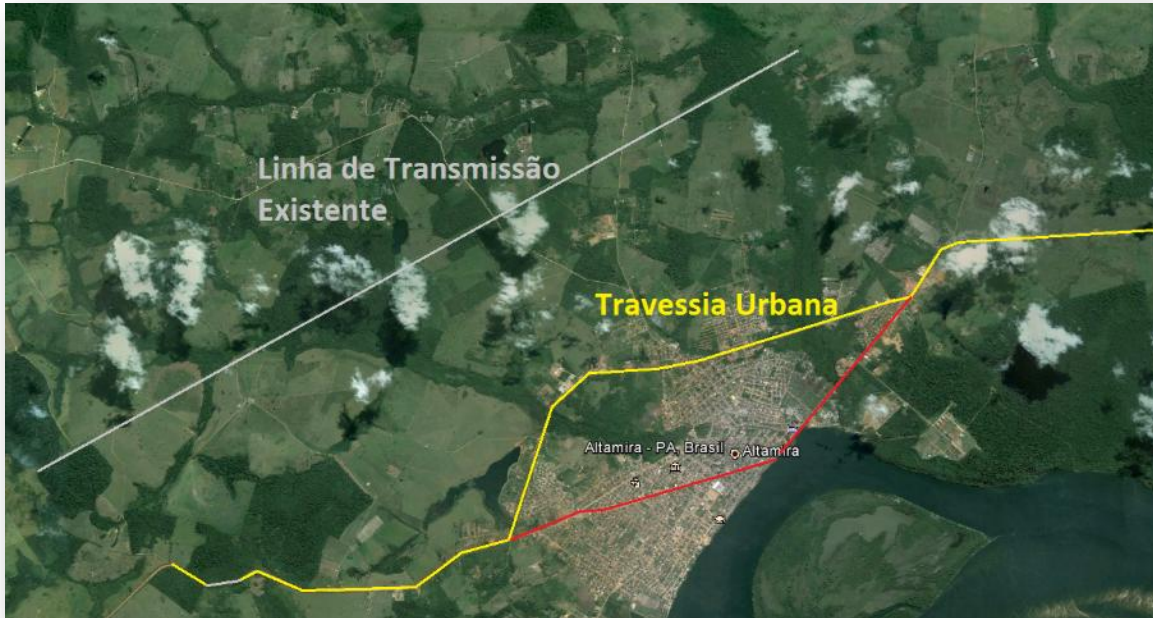 Linha de Transmissão
Existente
Travessia Urbana
Altamira - PA, Brasil
Altamira